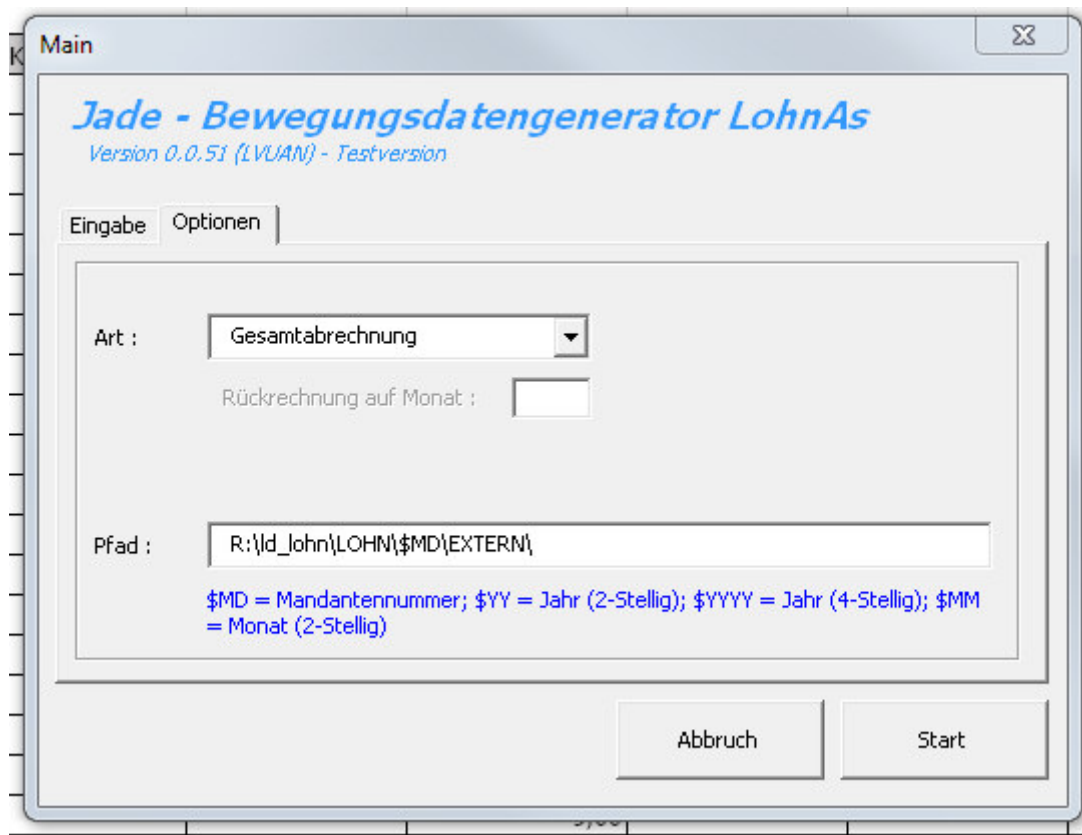 K
Main
Jade - Bewegungsdatengenerator LohnAs
Version 0.0.51 (LVUAN) - Testversion
Eingabe
Optionen
Art :
Gesamtabrechnung
Rückrechnung auf Monat :
Pfad :
R:\ld_lohn\LOHN\$MD\EXTERN\
$MD = Mandantennummer; $YY = Jahr (2-Stellig); $YYYY = Jahr (4-Stellig); $MM
= Monat (2-Stellig)
Abbruch
Start